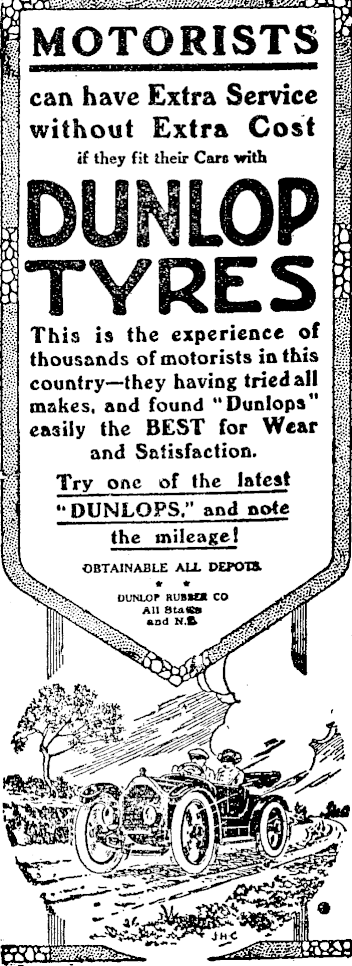 MOTORISTS
can have Extra Service
without Extra Cost
if they fit their Cars with
DUNLOP
TYRES
This is the experience of
thousands of motorists in this
country—they having tried all
makes, and found "Dunlops"
easily the BEST for Wear
and Satisfaction.
Try one of the latest
"DUNLOPS," and note
the mileage!
OBTAINABLE ALL DEPOTS.
* *
DUNLOP RUBBER CO
All States
and N.Z.
JHC